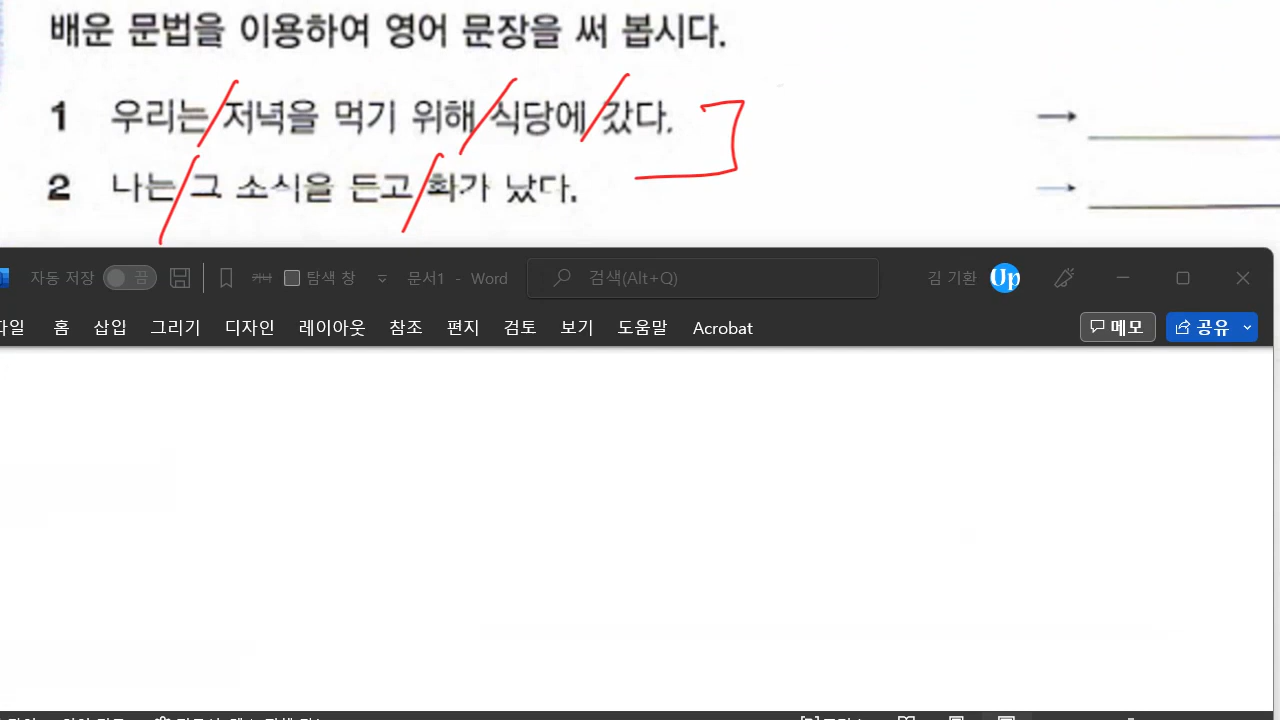 배운 문법을 이용하여 영어 문장을 써 봅시다.
1 우리는 저녁을 먹기 위해 식당에 갔다. →
2 나는 그 소식을 듣고 화가 났다. →
자동 저장 끔 가나 탐색 창 문서1 - Word 검색(Alt+Q) 김 기환 Up
파일 홈 삽입 그리기 디자인 레이아웃 참조 편지 검토 보기 도움말 Acrobat 메모 공유